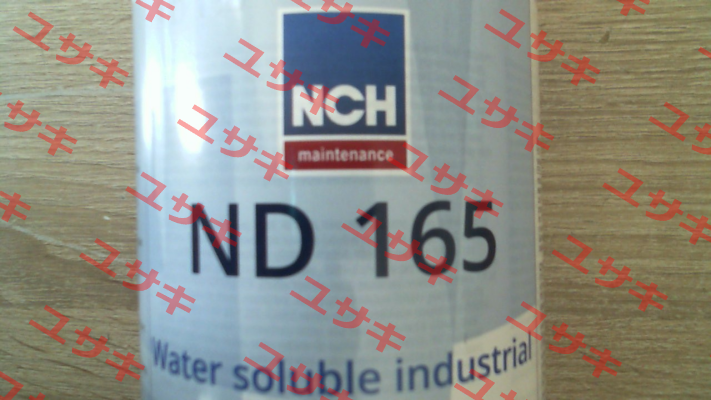 NCH
maintenance
ND 165
Water soluble industrial
ユサキ